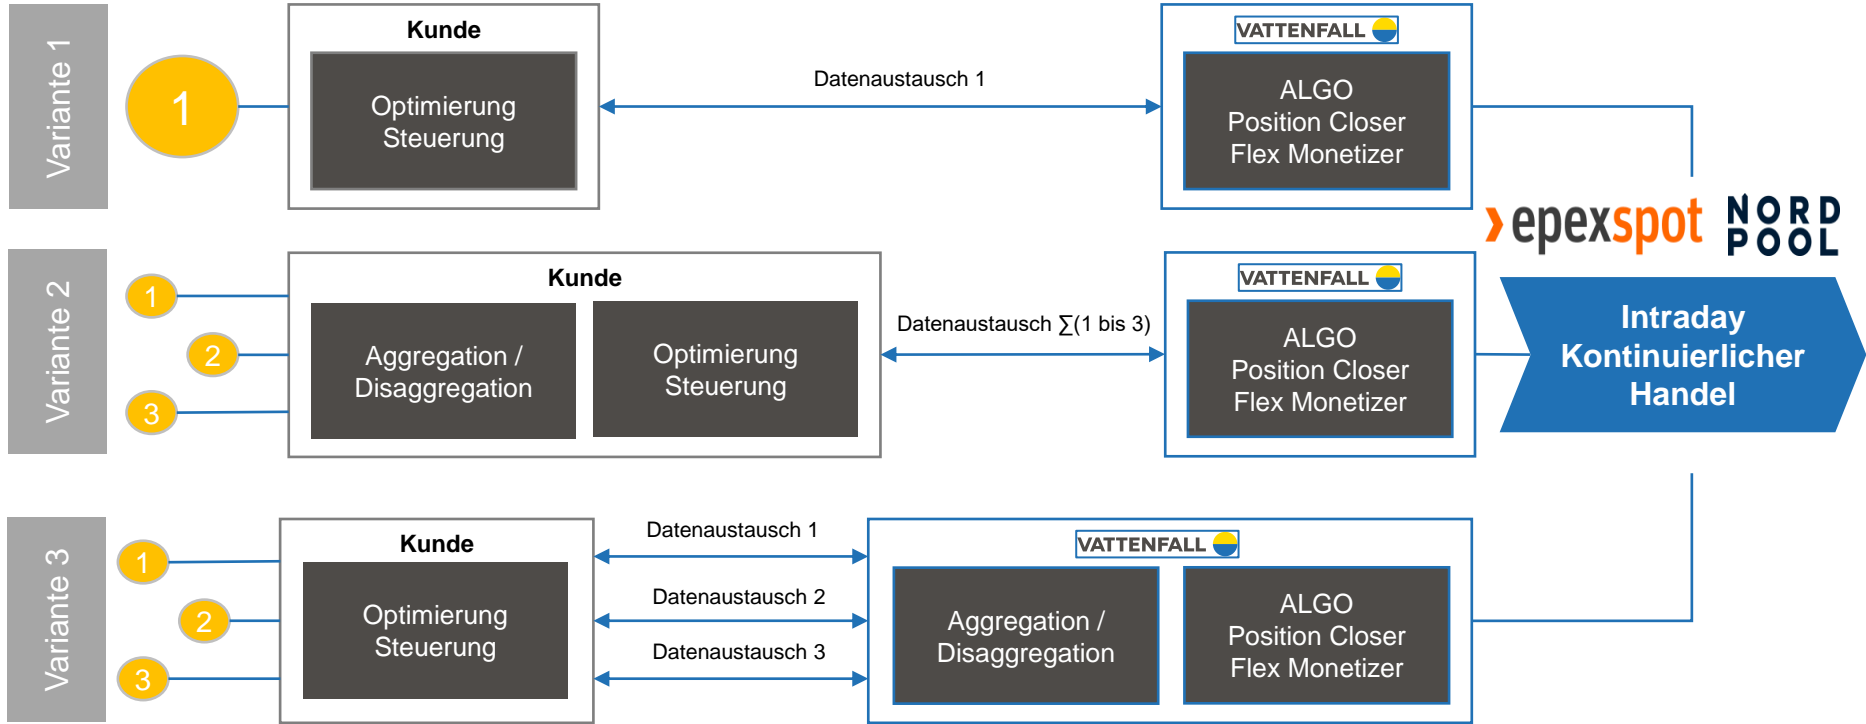 Variante 1
1
Kunde
Optimierung
Steuerung
Datenaustausch 1
VATTENFALL
ALGO
Position Closer
Flex Monetizer
epexspot
NORD
POOL
Variante 2
1
2
3
Kunde
Aggregation /
Disaggregation
Optimierung
Steuerung
Datenaustausch ∑(1 bis 3)
VATTENFALL
ALGO
Position Closer
Flex Monetizer
Intraday
Kontinuierlicher
Handel
Variante 3
1
2
3
Kunde
Optimierung
Steuerung
Datenaustausch 1
Datenaustausch 2
Datenaustausch 3
VATTENFALL
Aggregation /
Disaggregation
ALGO
Position Closer
Flex Monetizer